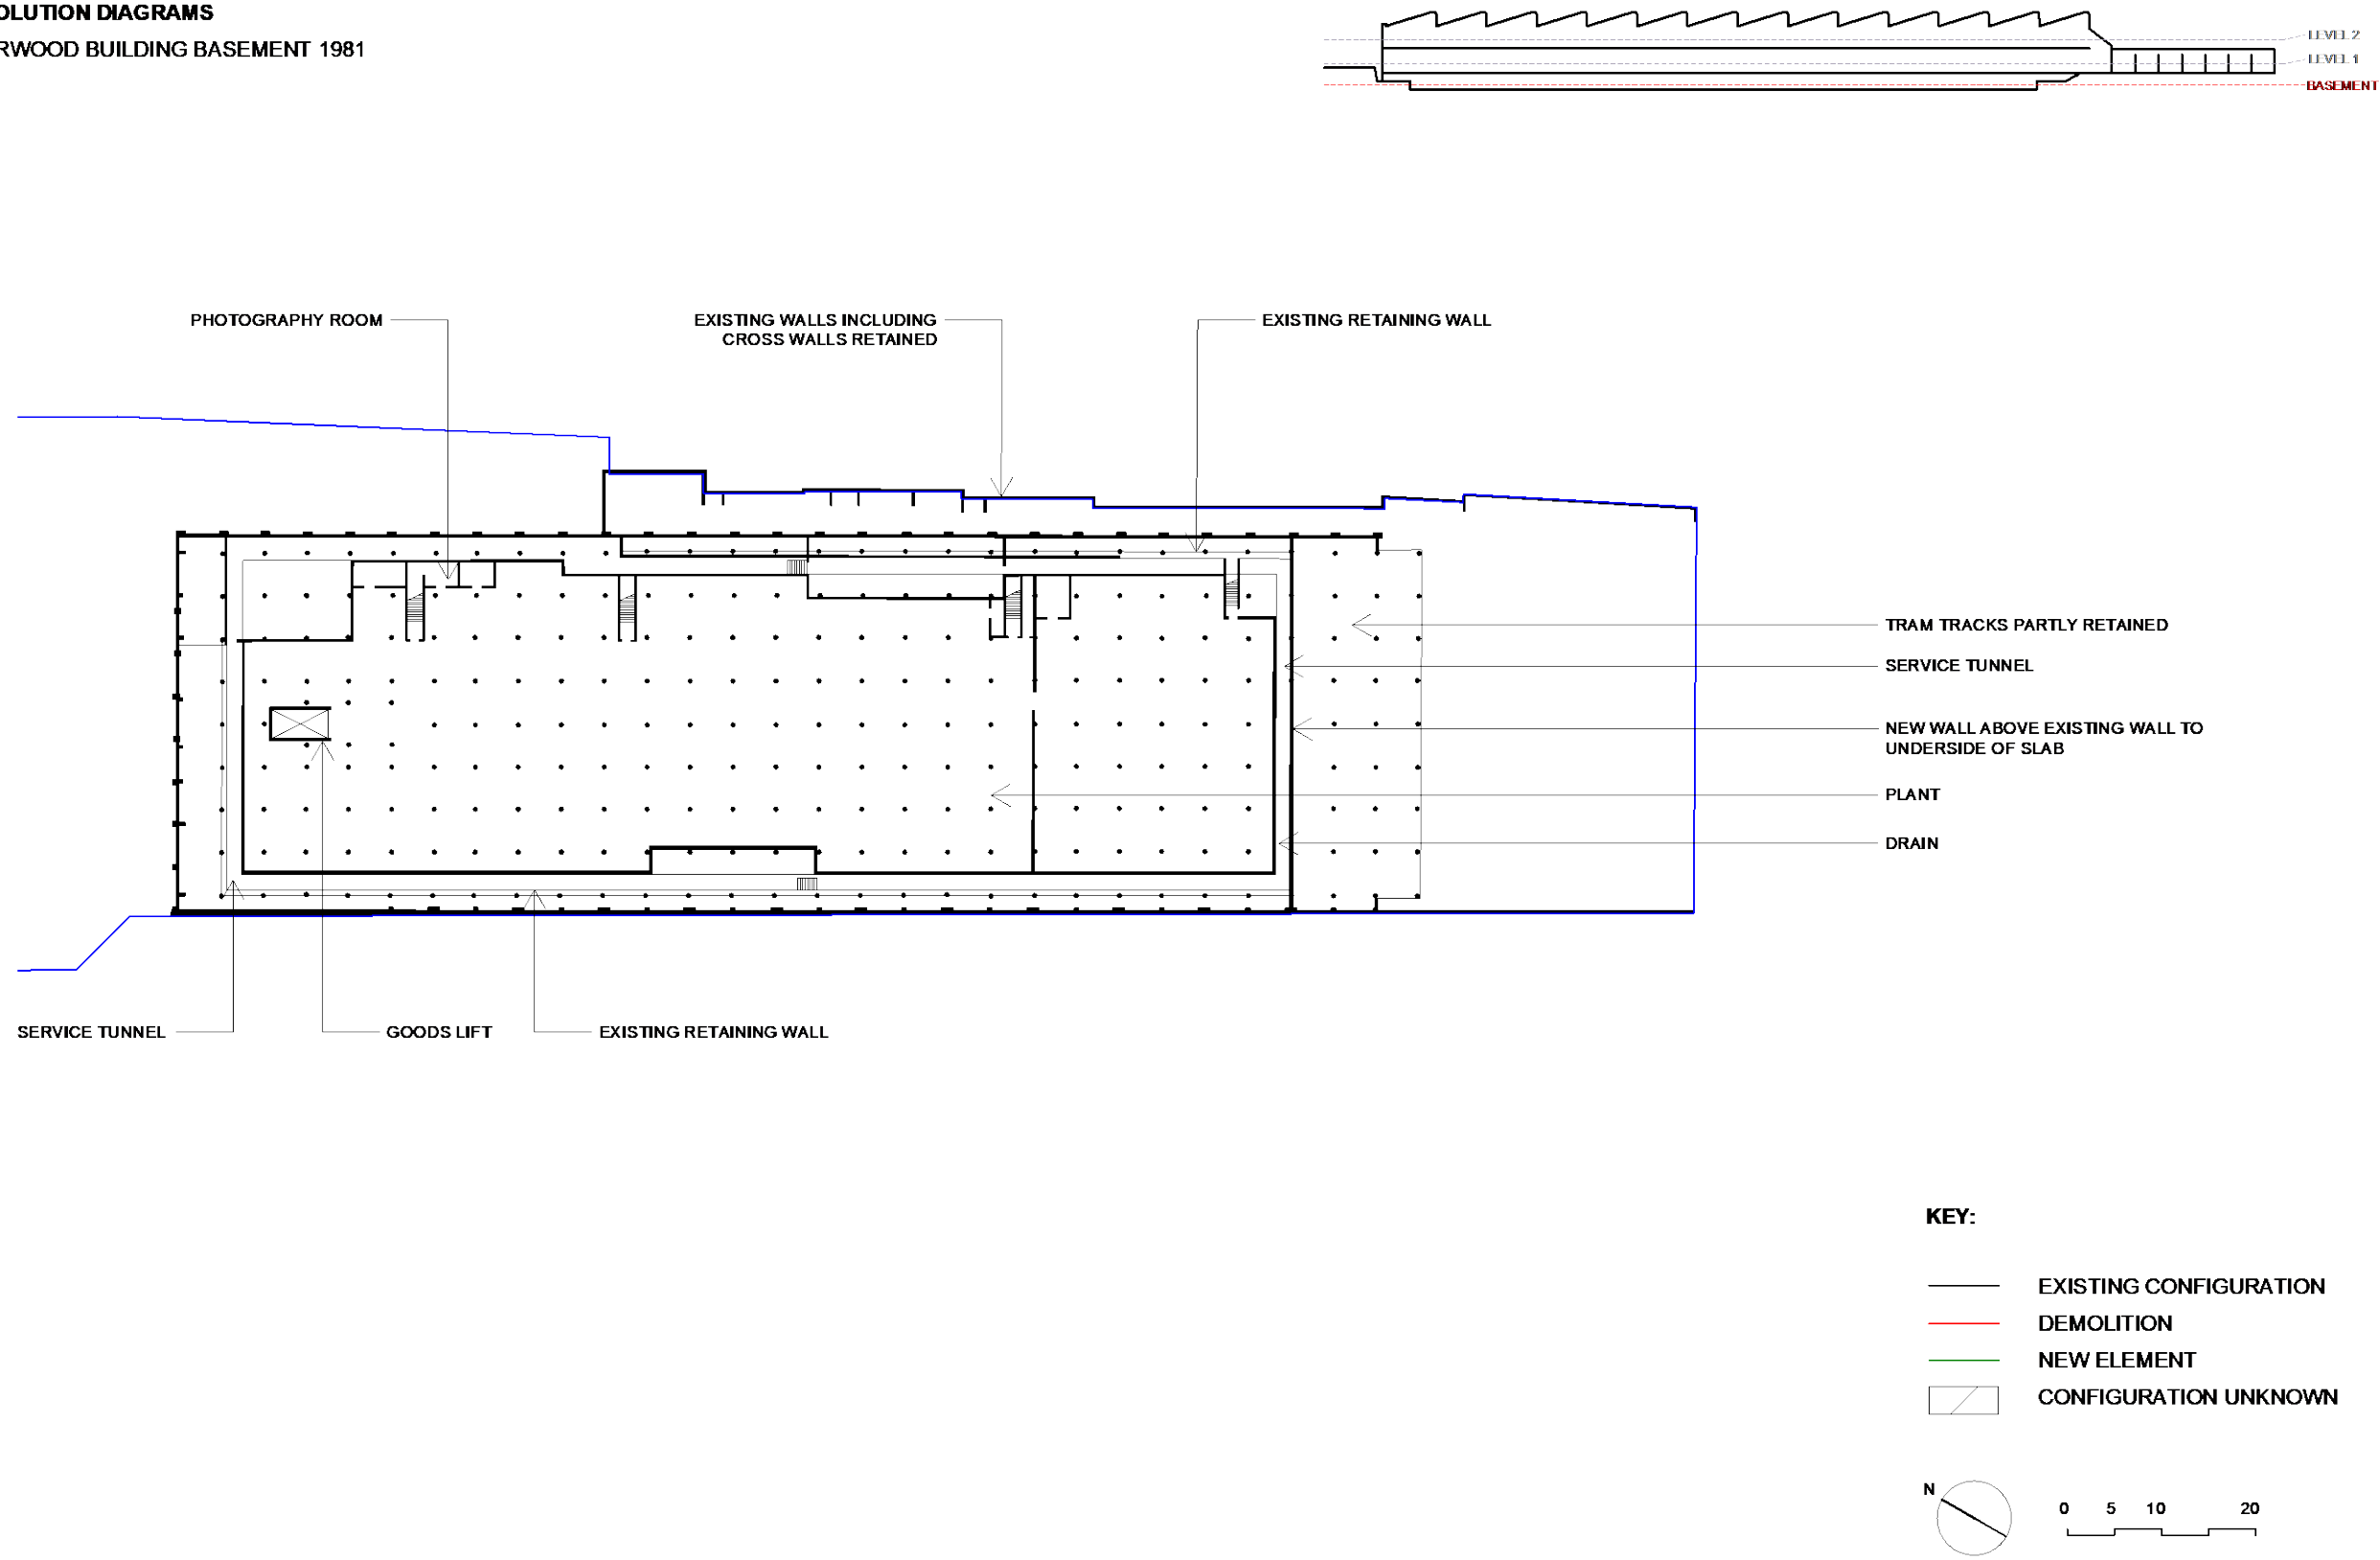 OLUTION DIAGRAMS
RWOOD BUILDING BASEMENT 1981
LEVEL 2
LEVEL 1
BASEMENT
PHOTOGRAPHY ROOM
EXISTING WALLS INCLUDING
CROSS WALLS RETAINED
EXISTING RETAINING WALL
TRAM TRACKS PARTLY RETAINED
SERVICE TUNNEL
NEW WALL ABOVE EXISTING WALL TO
UNDERSIDE OF SLAB
PLANT
DRAIN
SERVICE TUNNEL
GOODS LIFT
EXISTING RETAINING WALL
KEY:
EXISTING CONFIGURATION
DEMOLITION
NEW ELEMENT
CONFIGURATION UNKNOWN
N
0 5 10 20